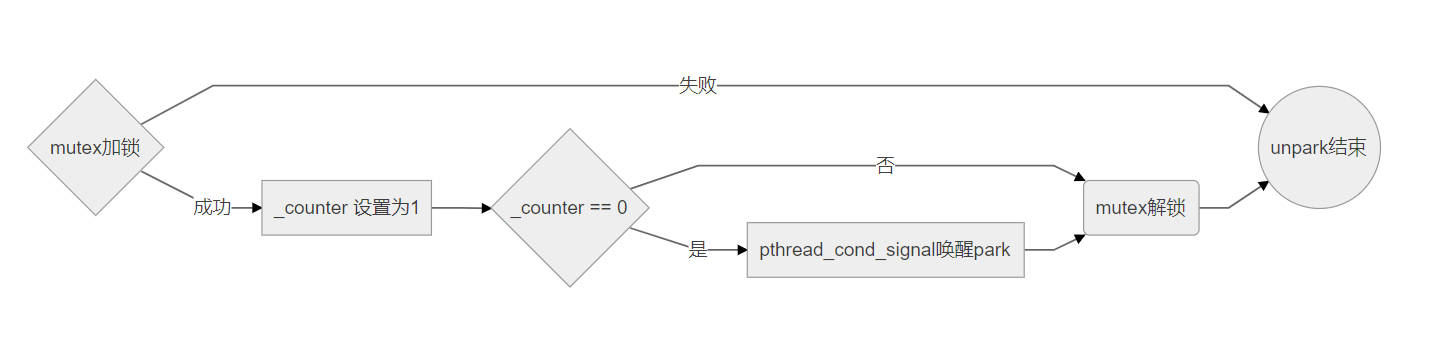 失败
mutex加锁
unpark结束
成功
_counter 设置为1
_counter == 0
否
是
pthread_cond_signal唤醒park
mutex解锁